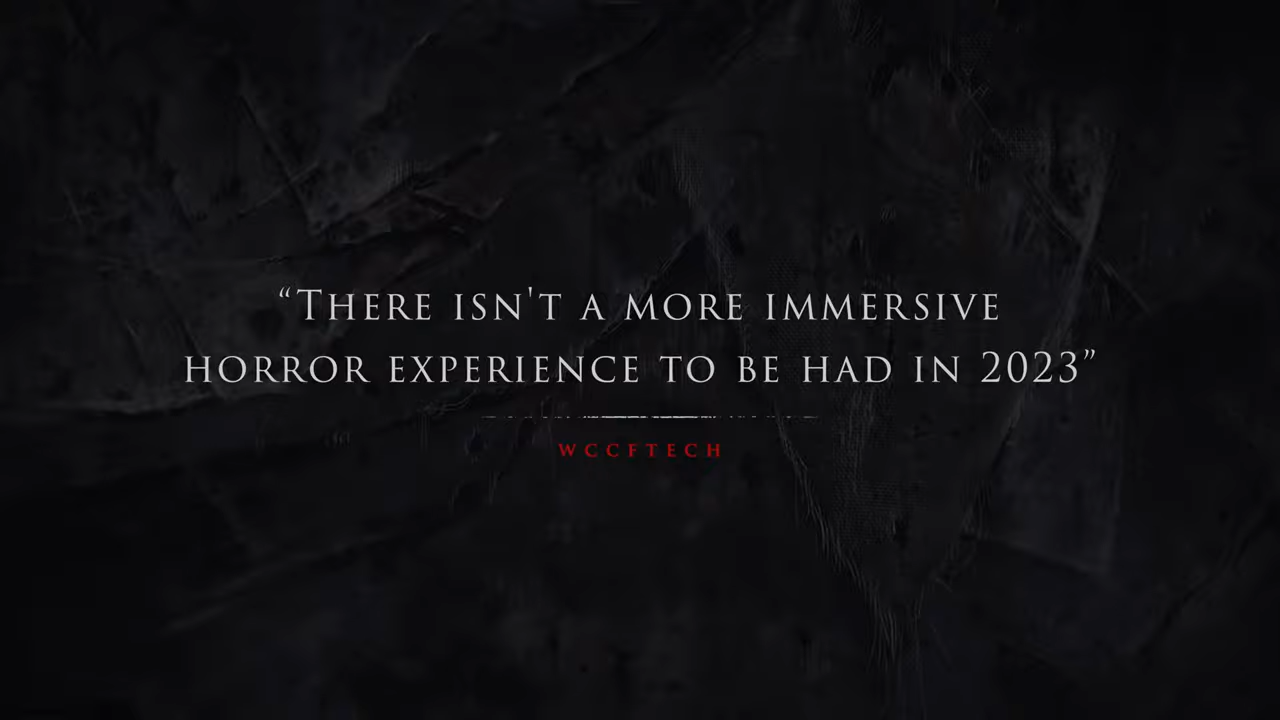 “There isn't a more immersive
horror experience to be had in 2023”
WCCFTECH